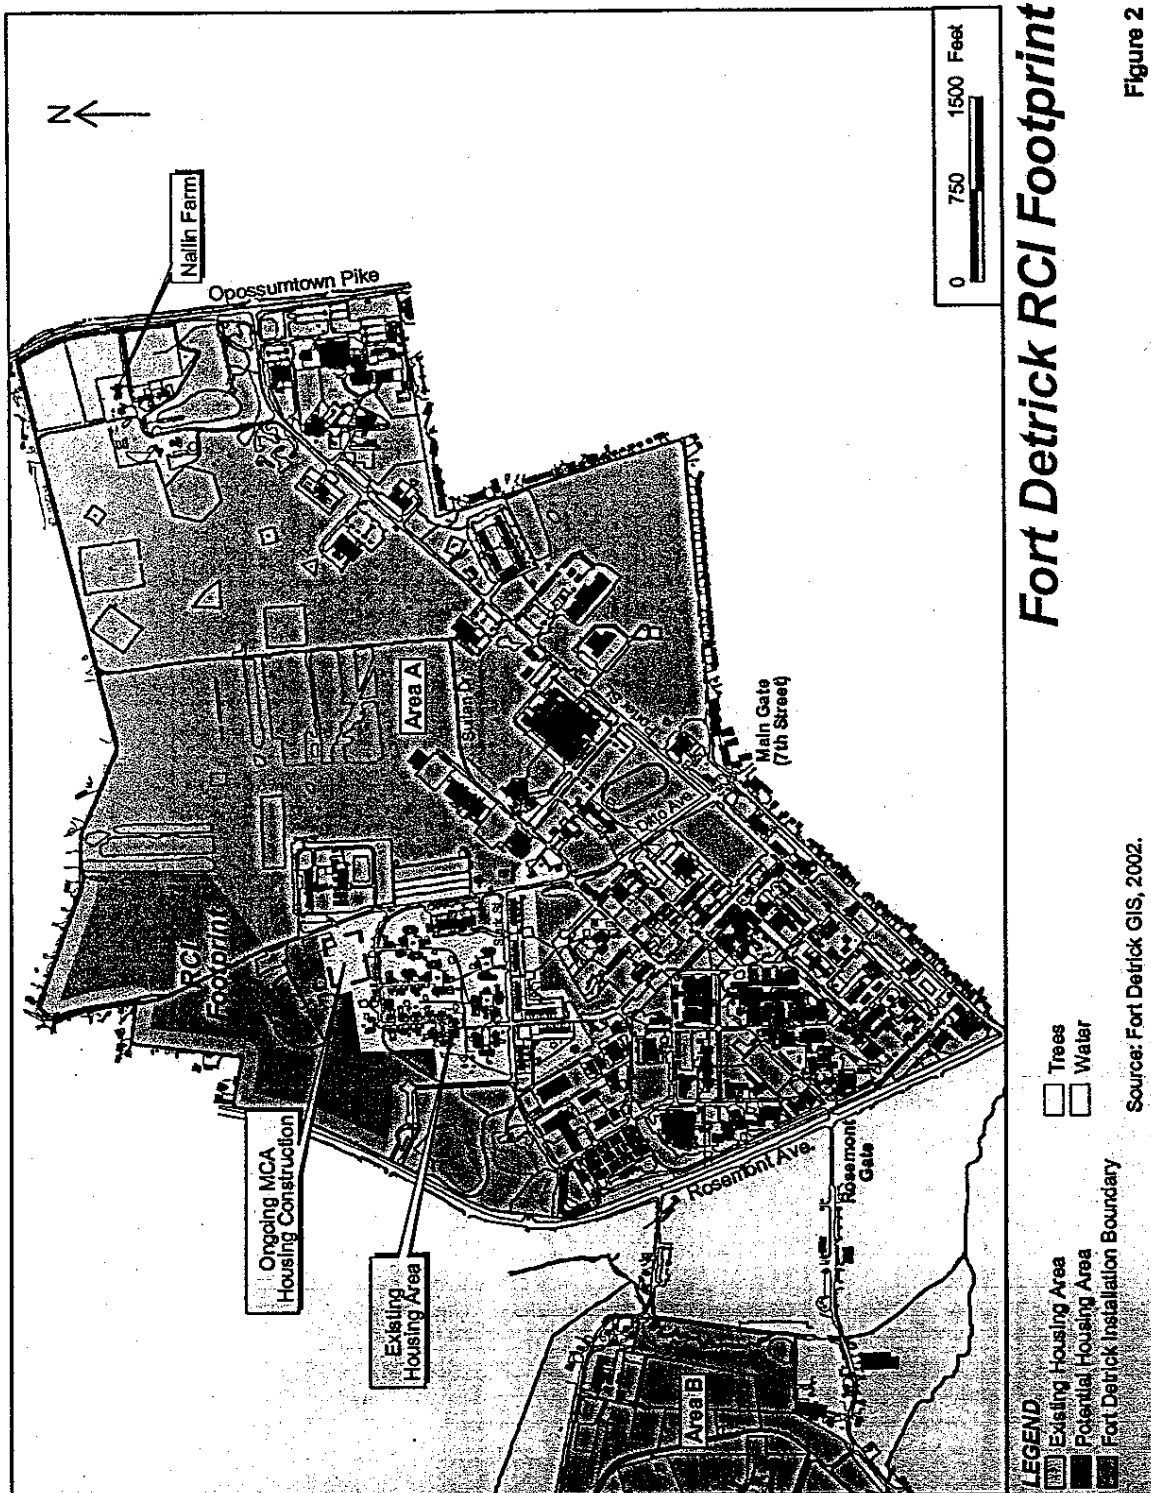 N
Nallin Farm
Opossumtown Pike
RCI
Footprint
Area A
Ditto Ave
Ongoing MCA
Housing Construction
Existing
Housing Area
Main Gate
(7th Street)
Rosemont Ave.
Rosemont
Gate
Area B
0 750 1500 Feet
LEGEND
Existing Housing Area
Potential Housing Area
Fort Detrick Installation Boundary
Trees
Water
Source: Fort Detrick GIS, 2002.
Fort Detrick RCI Footprint
Figure 2